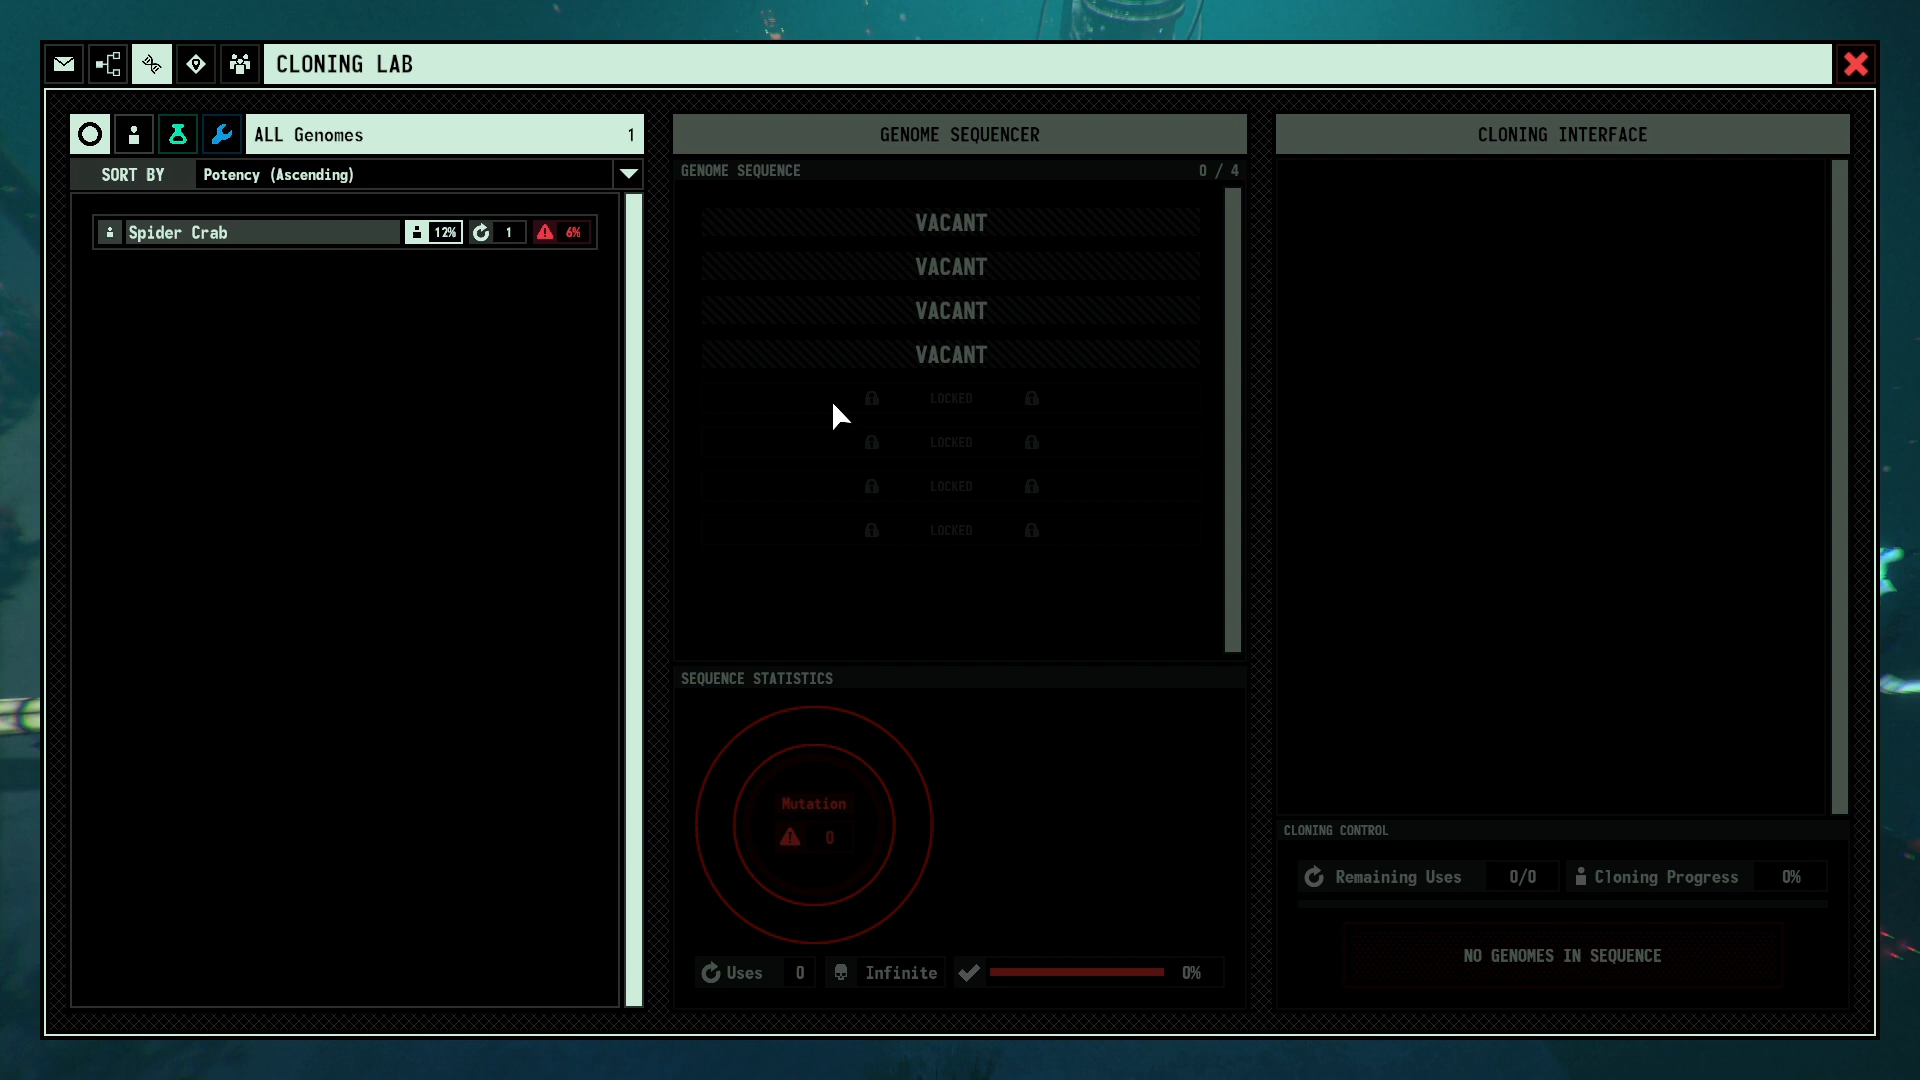 CLONING LAB
ALL Genomes 1
SORT BY Potency (Ascending)
Spider Crab 12% 1 6%
GENOME SEQUENCER
GENOME SEQUENCE 0 / 4
VACANT
VACANT
VACANT
VACANT
LOCKED
LOCKED
LOCKED
LOCKED
SEQUENCE STATISTICS
Mutation
0
Uses 0 Infinite 0%
CLONING INTERFACE
CLONING CONTROL
Remaining Uses 0/0 Cloning Progress 0%
NO GENOMES IN SEQUENCE